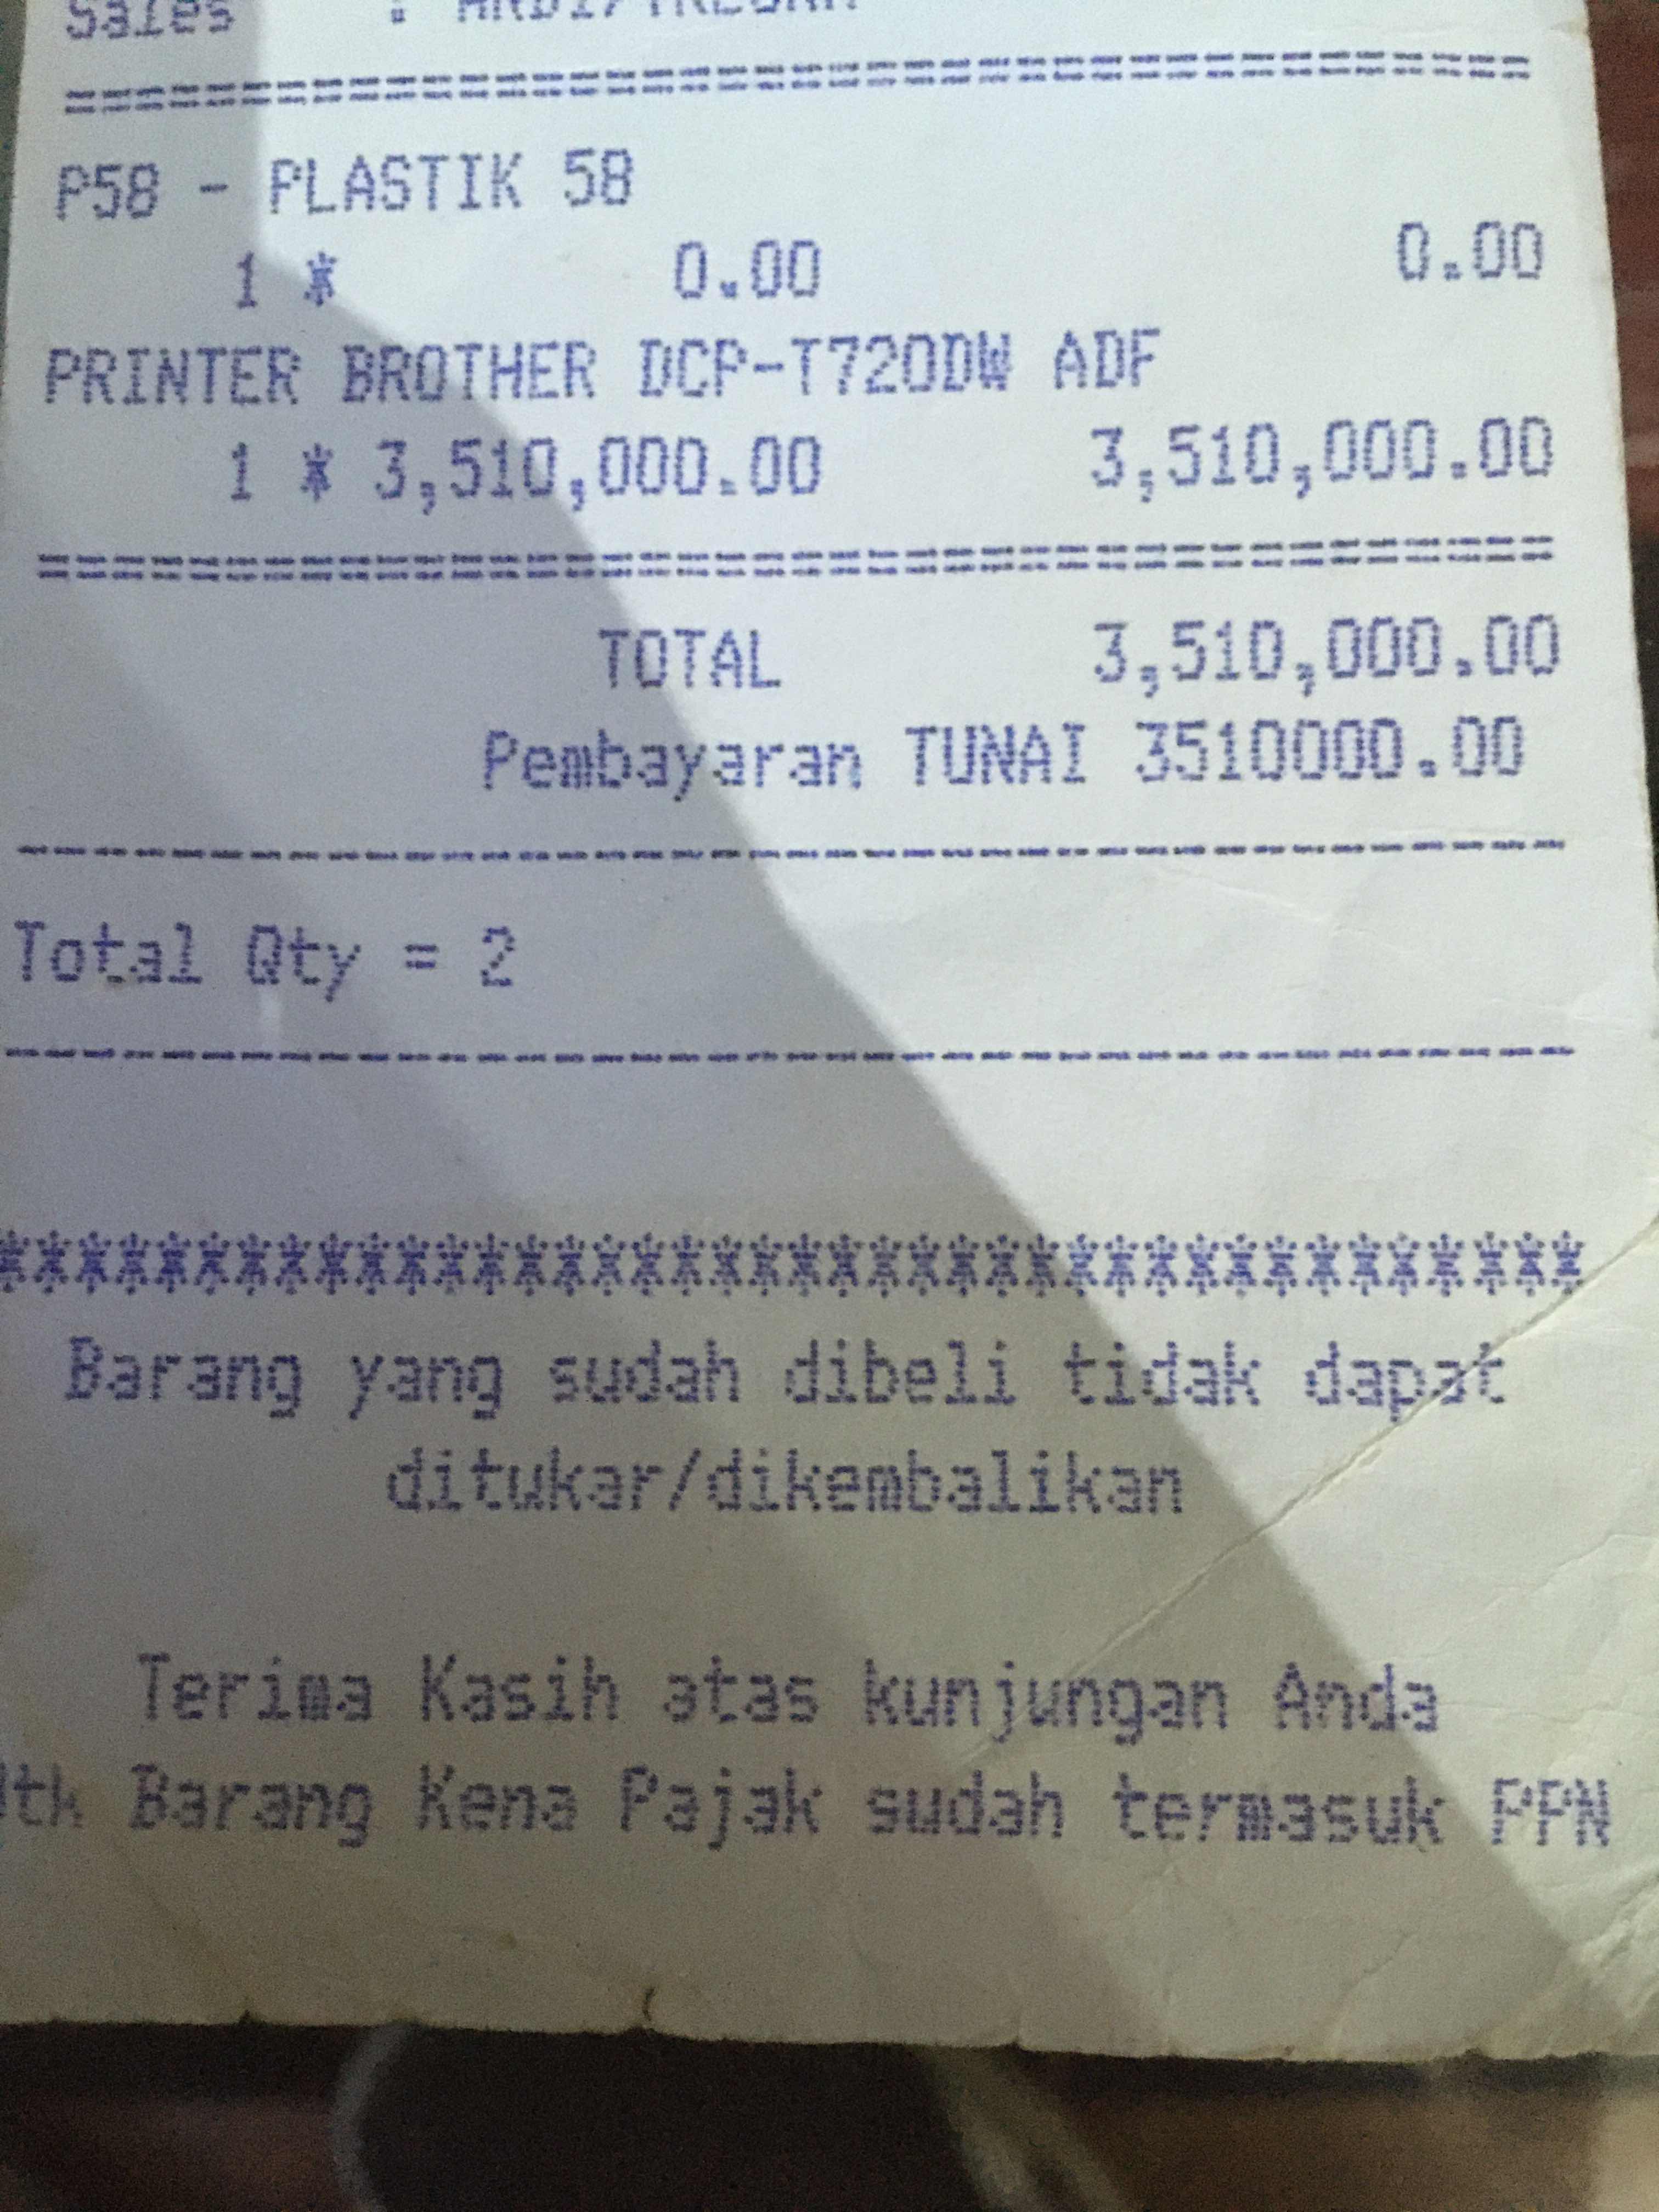 Sales :
P58 - PLASTIK 58
1 * 0.00 0.00
PRINTER BROTHER DCP-T720DW ADF
1 * 3,510,000.00 3,510,000.00
TOTAL 3,510,000.00
Pembayaran TUNAI 3510000.00
Total Qty = 2
****************************************
Barang yang sudah dibeli tidak dapat
ditukar/dikembalikan
Terima Kasih atas kunjungan Anda
Barang Kena Pajak sudah termasuk PPN